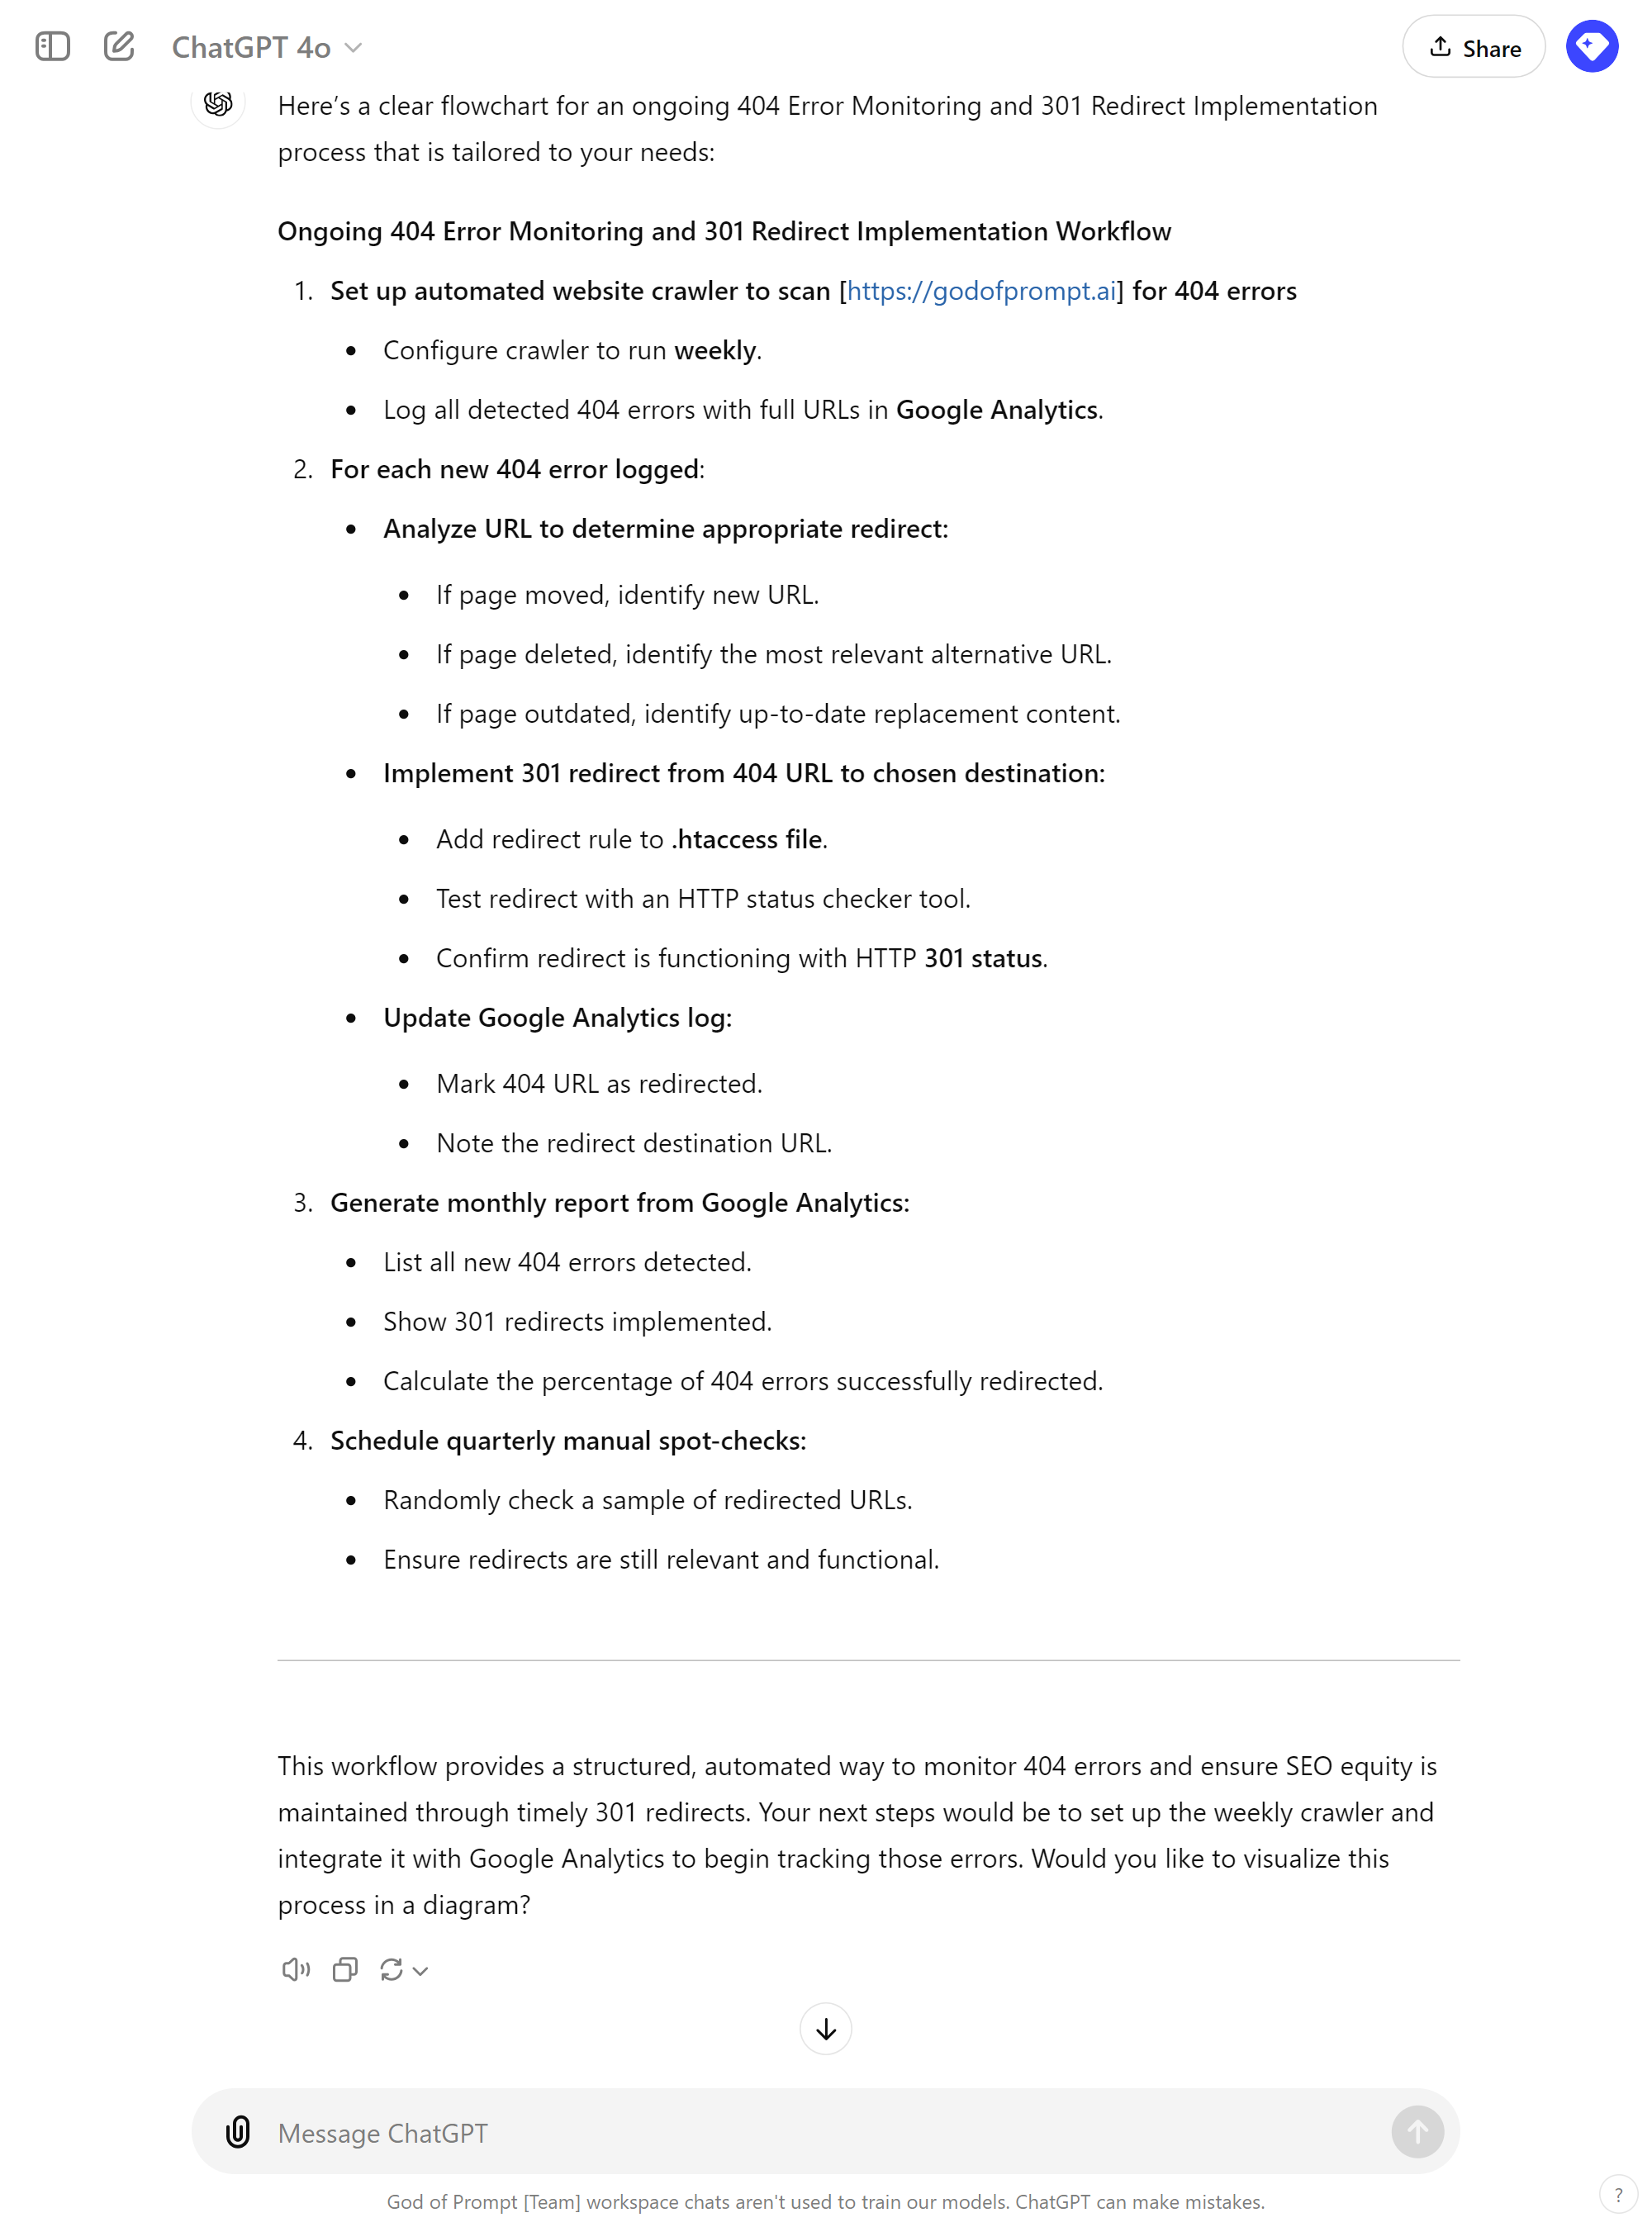 ChatGPT 4o
Share
Here’s a clear flowchart for an ongoing 404 Error Monitoring and 301 Redirect Implementation
process that is tailored to your needs:
Ongoing 404 Error Monitoring and 301 Redirect Implementation Workflow
1. Set up automated website crawler to scan [https://godofprompt.ai] for 404 errors
• Configure crawler to run weekly.
• Log all detected 404 errors with full URLs in Google Analytics.
2. For each new 404 error logged:
• Analyze URL to determine appropriate redirect:
• If page moved, identify new URL.
• If page deleted, identify the most relevant alternative URL.
• If page outdated, identify up-to-date replacement content.
• Implement 301 redirect from 404 URL to chosen destination:
• Add redirect rule to .htaccess file.
• Test redirect with an HTTP status checker tool.
• Confirm redirect is functioning with HTTP 301 status.
• Update Google Analytics log:
• Mark 404 URL as redirected.
• Note the redirect destination URL.
3. Generate monthly report from Google Analytics:
• List all new 404 errors detected.
• Show 301 redirects implemented.
• Calculate the percentage of 404 errors successfully redirected.
4. Schedule quarterly manual spot-checks:
• Randomly check a sample of redirected URLs.
• Ensure redirects are still relevant and functional.
This workflow provides a structured, automated way to monitor 404 errors and ensure SEO equity is
maintained through timely 301 redirects. Your next steps would be to set up the weekly crawler and
integrate it with Google Analytics to begin tracking those errors. Would you like to visualize this
process in a diagram?
Message ChatGPT
God of Prompt [Team] workspace chats aren't used to train our models. ChatGPT can make mistakes.
?